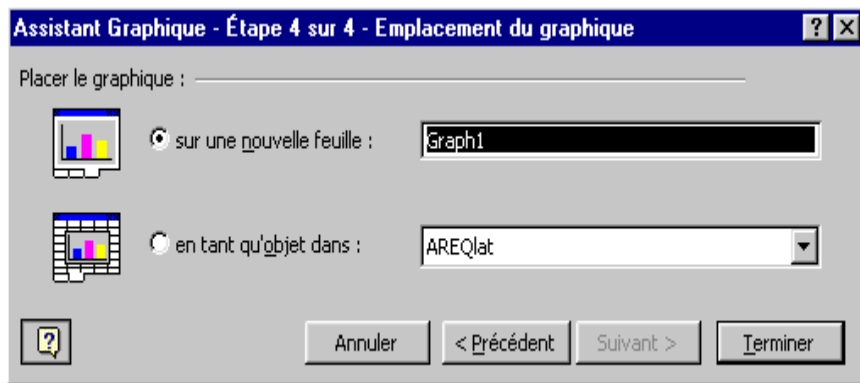 Assistant Graphique - Étape 4 sur 4 - Emplacement du graphique ? X
Placer le graphique :
sur une nouvelle feuille : Graph1
en tant qu'objet dans : AREQlat
? Annuler < Précédent Suivant > Terminer